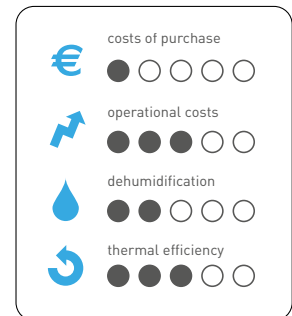 costs of purchase
€
operational costs
dehumidification
thermal efficiency